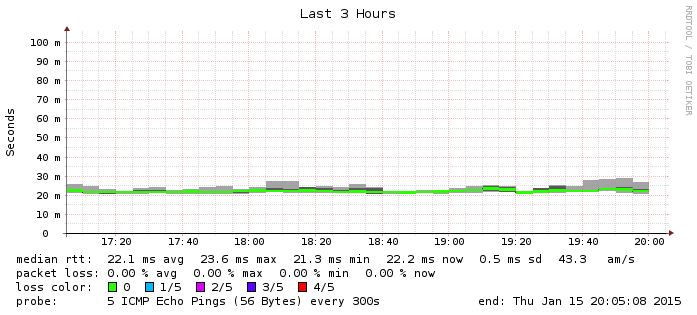 Last 3 Hours
RRDTOOL / TOBI OETIKER
Seconds
100 m
90 m
80 m
70 m
60 m
50 m
40 m
30 m
20 m
10 m
0
17:20 17:40 18:00 18:20 18:40 19:00 19:20 19:40 20:00
median rtt: 22.1 ms avg 23.6 ms max 21.3 ms min 22.2 ms now 0.5 ms sd 43.3 am/s
packet loss: 0.00 % avg 0.00 % max 0.00 % min 0.00 % now
loss color: 0 1/5 2/5 3/5 4/5
probe: 5 ICMP Echo Pings (56 Bytes) every 300s end: Thu Jan 15 20:05:08 2015